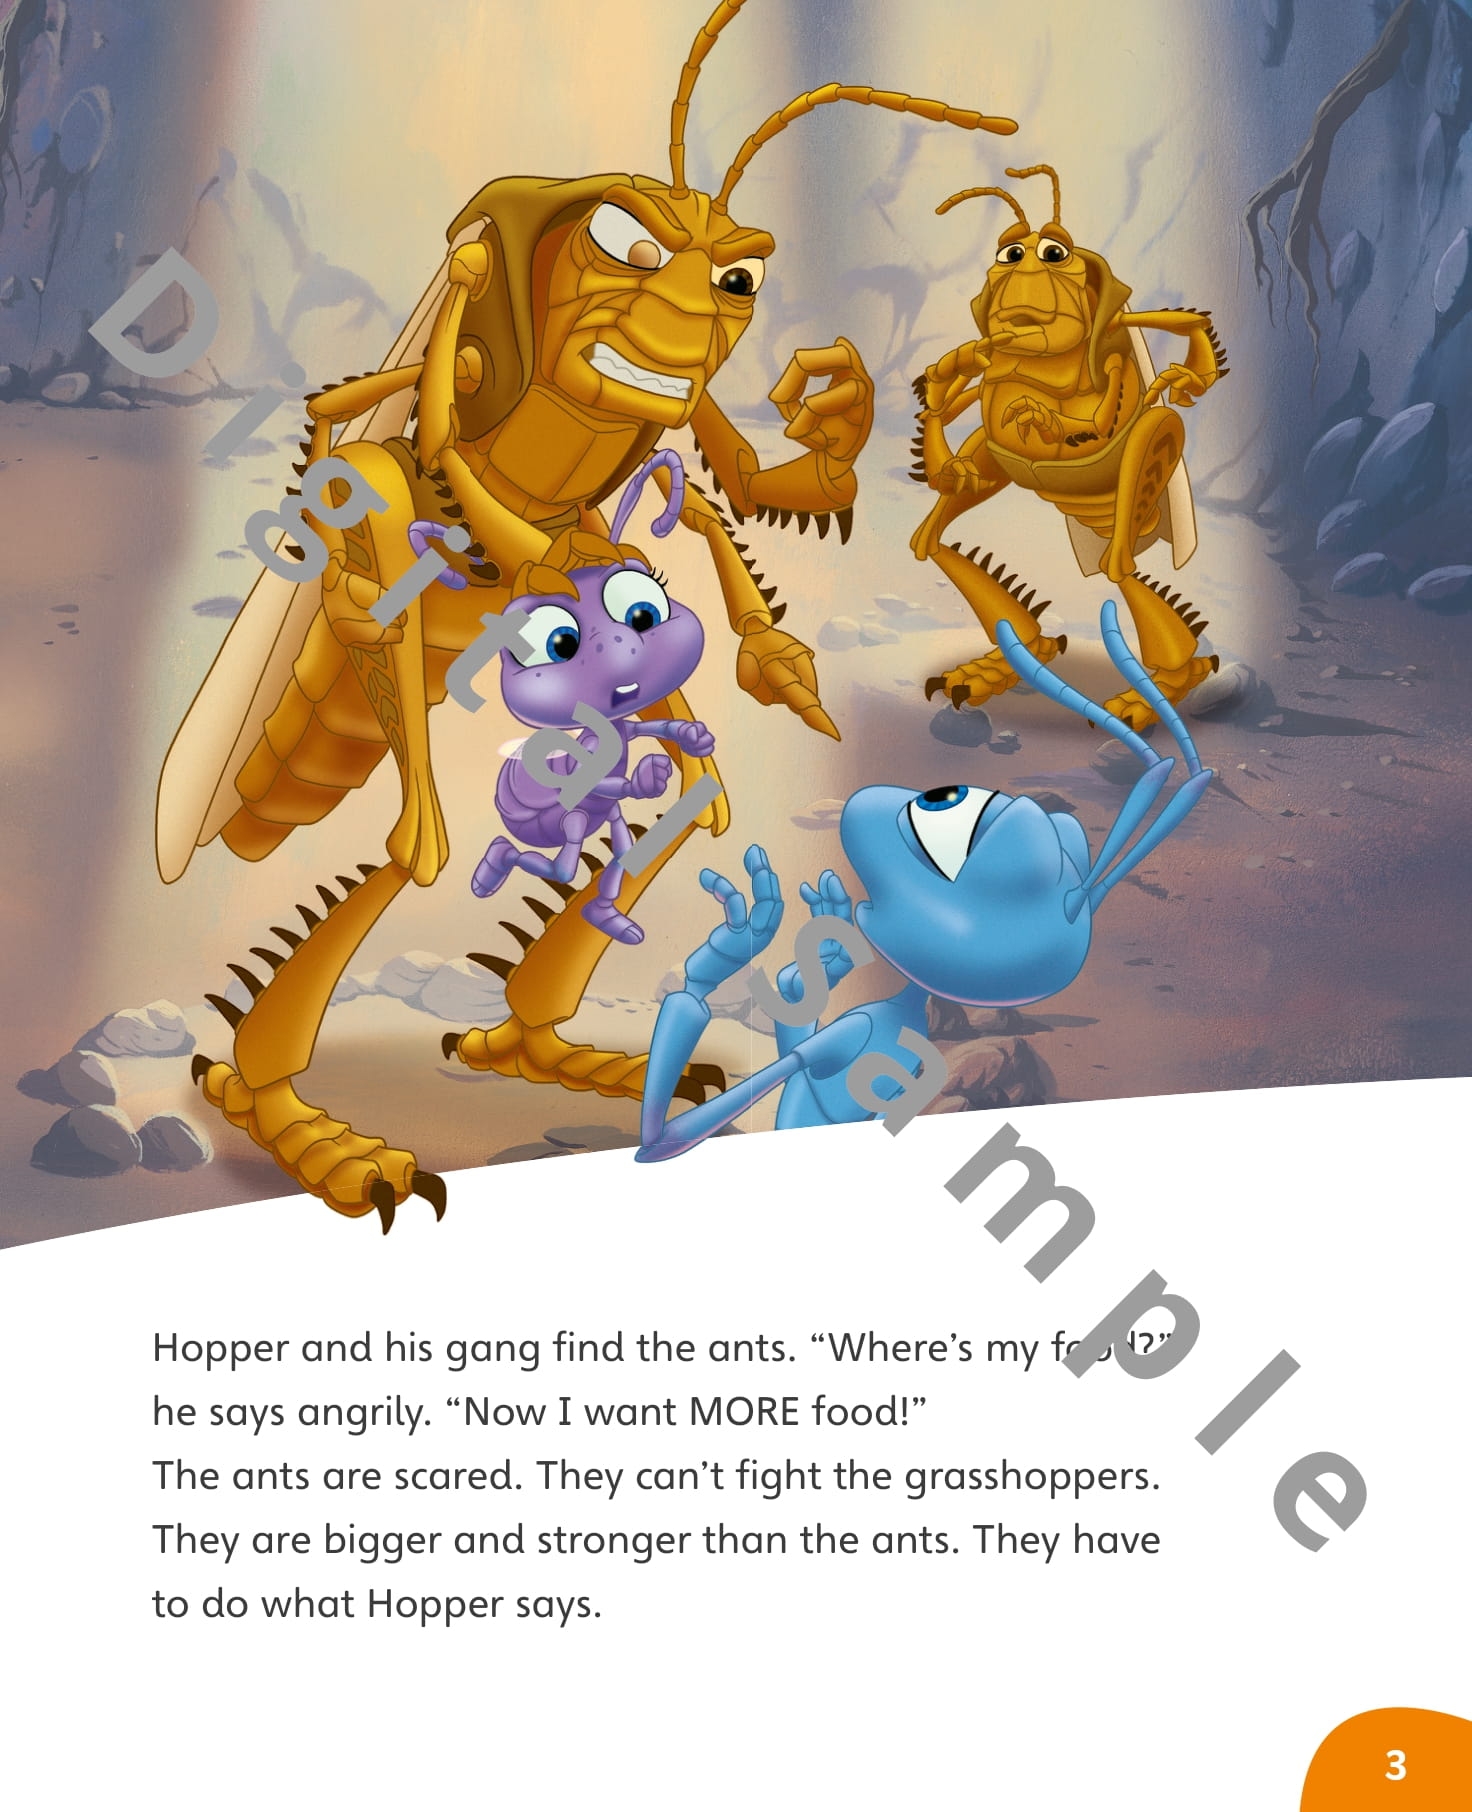 Digital Sample
Hopper and his gang find the ants. “Where’s my food?”
he says angrily. “Now I want MORE food!”
The ants are scared. They can’t fight the grasshoppers.
They are bigger and stronger than the ants. They have
to do what Hopper says.
3